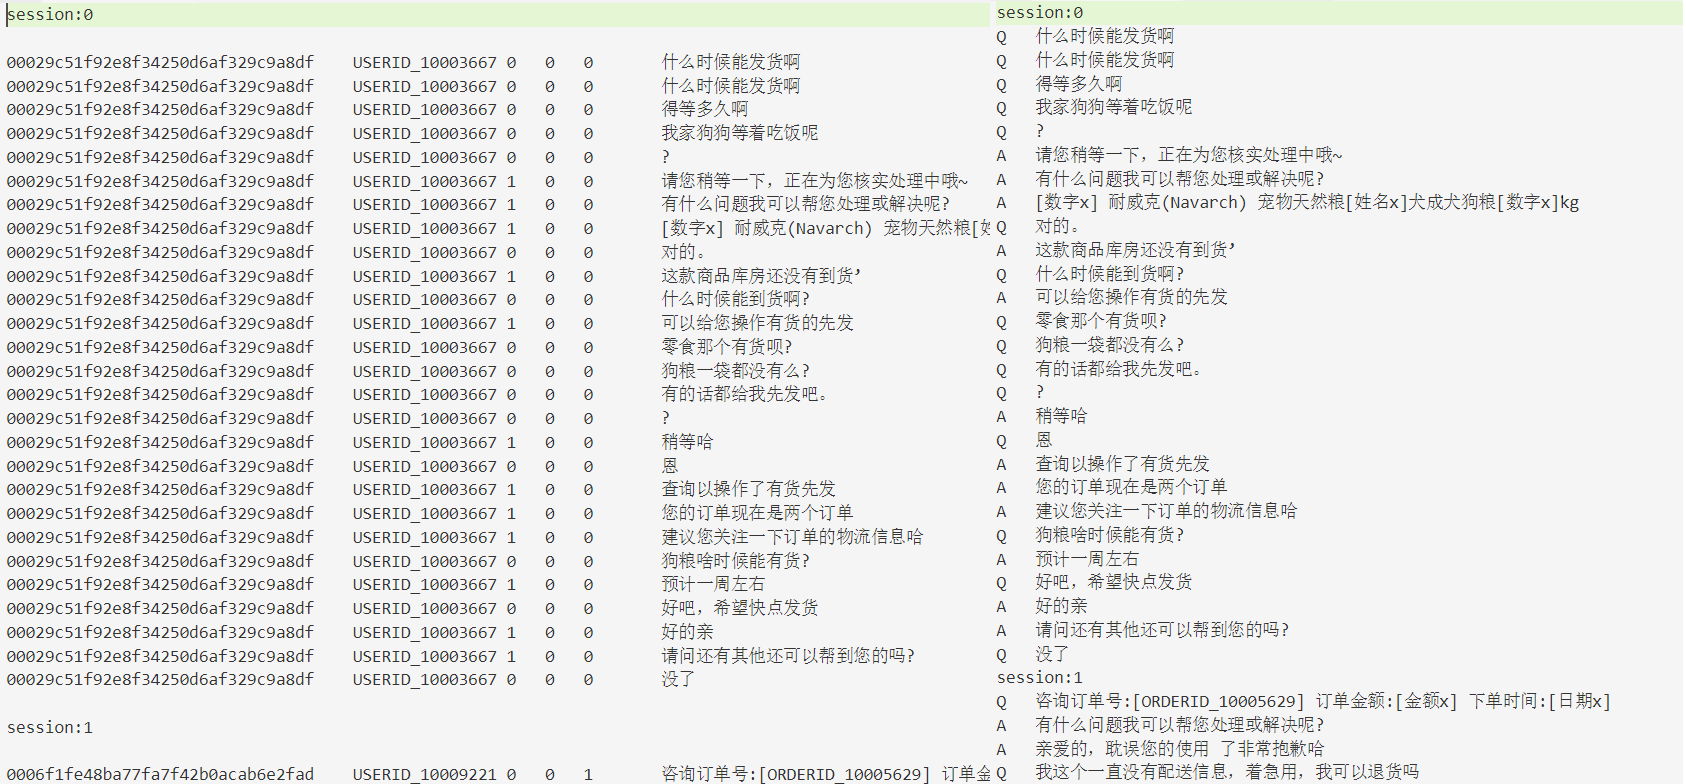 session:0
00029c51f92e8f34250d6af329c9a8df USERID_10003667 0 0 0 什么时候能发货啊
00029c51f92e8f34250d6af329c9a8df USERID_10003667 0 0 0 什么时候能发货啊
00029c51f92e8f34250d6af329c9a8df USERID_10003667 0 0 0 得等多久啊
00029c51f92e8f34250d6af329c9a8df USERID_10003667 0 0 0 我家狗狗等着吃饭呢
00029c51f92e8f34250d6af329c9a8df USERID_10003667 0 0 0 ?
00029c51f92e8f34250d6af329c9a8df USERID_10003667 1 0 0 请您稍等一下，正在为您核实处理中哦~
00029c51f92e8f34250d6af329c9a8df USERID_10003667 1 0 0 有什么问题我可以帮您处理或解决呢?
00029c51f92e8f34250d6af329c9a8df USERID_10003667 1 0 0 [数字x] 耐威克(Navarch) 宠物天然粮[姓
00029c51f92e8f34250d6af329c9a8df USERID_10003667 0 0 0 对的。
00029c51f92e8f34250d6af329c9a8df USERID_10003667 1 0 0 这款商品库房还没有到货’
00029c51f92e8f34250d6af329c9a8df USERID_10003667 0 0 0 什么时候能到货啊?
00029c51f92e8f34250d6af329c9a8df USERID_10003667 1 0 0 可以给您操作有货的先发
00029c51f92e8f34250d6af329c9a8df USERID_10003667 0 0 0 零食那个有货呗?
00029c51f92e8f34250d6af329c9a8df USERID_10003667 0 0 0 狗粮一袋都没有么?
00029c51f92e8f34250d6af329c9a8df USERID_10003667 0 0 0 有的话都给我先发吧。
00029c51f92e8f34250d6af329c9a8df USERID_10003667 0 0 0 ?
00029c51f92e8f34250d6af329c9a8df USERID_10003667 1 0 0 稍等哈
00029c51f92e8f34250d6af329c9a8df USERID_10003667 0 0 0 恩
00029c51f92e8f34250d6af329c9a8df USERID_10003667 1 0 0 查询以操作了有货先发
00029c51f92e8f34250d6af329c9a8df USERID_10003667 1 0 0 您的订单现在是两个订单
00029c51f92e8f34250d6af329c9a8df USERID_10003667 1 0 0 建议您关注一下订单的物流信息哈
00029c51f92e8f34250d6af329c9a8df USERID_10003667 0 0 0 狗粮啥时候能有货?
00029c51f92e8f34250d6af329c9a8df USERID_10003667 1 0 0 预计一周左右
00029c51f92e8f34250d6af329c9a8df USERID_10003667 0 0 0 好吧，希望快点发货
00029c51f92e8f34250d6af329c9a8df USERID_10003667 1 0 0 好的亲
00029c51f92e8f34250d6af329c9a8df USERID_10003667 1 0 0 请问还有其他还可以帮到您的吗?
00029c51f92e8f34250d6af329c9a8df USERID_10003667 0 0 0 没了
session:1
0006f1fe48ba77fa7f42b0acab6e2fad USERID_10009221 0 0 1 咨询订单号:[ORDERID_10005629] 订单金
session:0
Q 什么时候能发货啊
Q 什么时候能发货啊
Q 得等多久啊
Q 我家狗狗等着吃饭呢
Q ?
A 请您稍等一下，正在为您核实处理中哦~
A 有什么问题我可以帮您处理或解决呢?
A [数字x] 耐威克(Navarch) 宠物天然粮[姓名x]犬成犬狗粮[数字x]kg
Q 对的。
A 这款商品库房还没有到货’
Q 什么时候能到货啊?
A 可以给您操作有货的先发
Q 零食那个有货呗?
Q 狗粮一袋都没有么?
Q 有的话都给我先发吧。
Q ?
A 稍等哈
Q 恩
A 查询以操作了有货先发
A 您的订单现在是两个订单
A 建议您关注一下订单的物流信息哈
Q 狗粮啥时候能有货?
A 预计一周左右
Q 好吧，希望快点发货
A 好的亲
A 请问还有其他还可以帮到您的吗?
Q 没了
session:1
Q 咨询订单号:[ORDERID_10005629] 订单金额:[金额x] 下单时间:[日期x]
A 有什么问题我可以帮您处理或解决呢?
A 亲爱的，耽误您的使用 了非常抱歉哈
Q 我这个一直没有配送信息，着急用，我可以退货吗